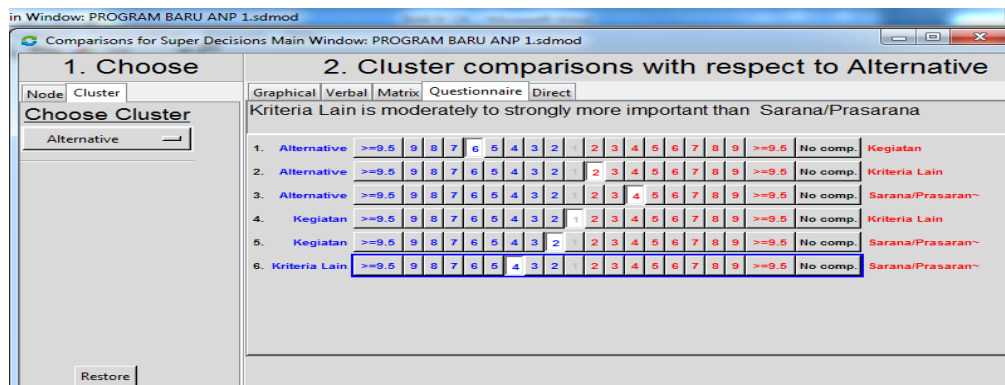 in Window: PROGRAM BARU ANP 1.sdmod
Comparisons for Super Decisions Main Window: PROGRAM BARU ANP 1.sdmod
1. Choose
2. Cluster comparisons with respect to Alternative
Node Cluster
Graphical Verbal Matrix Questionnaire Direct
Choose Cluster
Kriteria Lain is moderately to strongly more important than Sarana/Prasarana
Alternative
1. Alternative >=9.5 9 8 7 6 5 4 3 2 1 2 3 4 5 6 7 8 9 >=9.5 No comp. Kegiatan
2. Alternative >=9.5 9 8 7 6 5 4 3 2 1 2 3 4 5 6 7 8 9 >=9.5 No comp. Kriteria Lain
3. Alternative >=9.5 9 8 7 6 5 4 3 2 1 2 3 4 5 6 7 8 9 >=9.5 No comp. Sarana/Prasaran~
4. Kegiatan >=9.5 9 8 7 6 5 4 3 2 1 2 3 4 5 6 7 8 9 >=9.5 No comp. Kriteria Lain
5. Kegiatan >=9.5 9 8 7 6 5 4 3 2 1 2 3 4 5 6 7 8 9 >=9.5 No comp. Sarana/Prasaran~
6. Kriteria Lain >=9.5 9 8 7 6 5 4 3 2 1 2 3 4 5 6 7 8 9 >=9.5 No comp. Sarana/Prasaran~
Restore